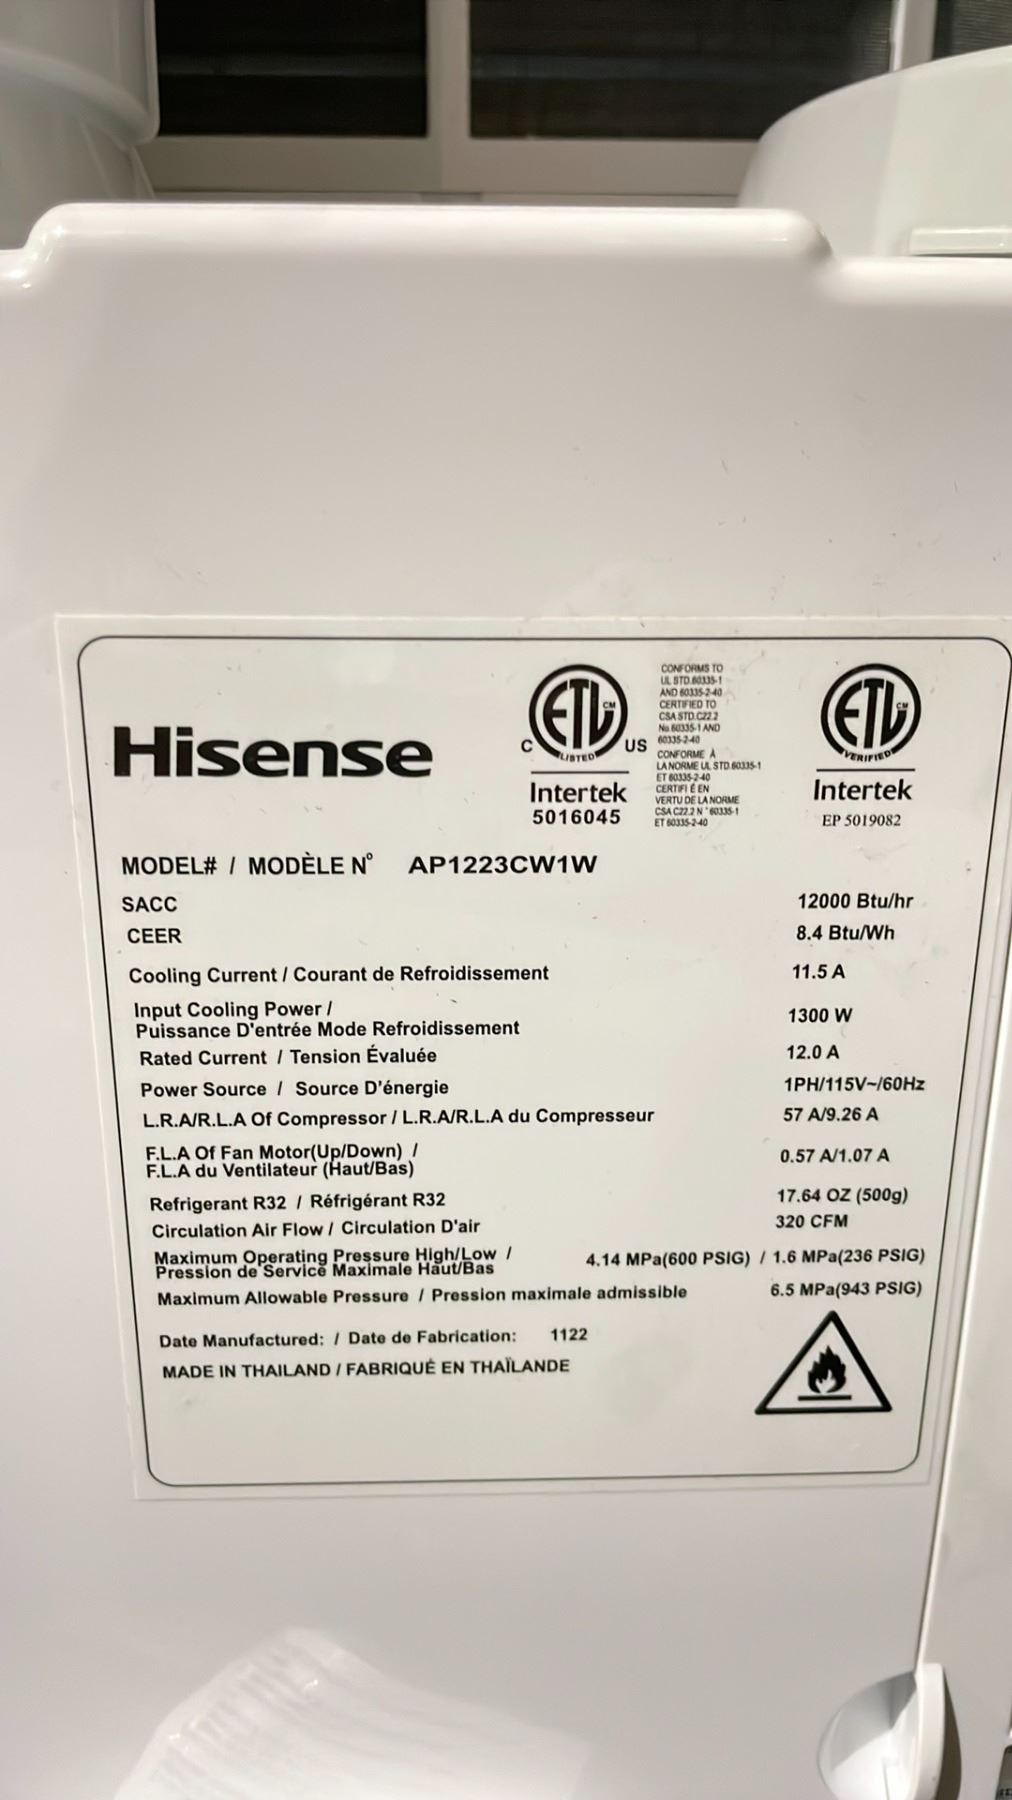 Hisense
ETL CM
LISTED
C US
Intertek
5016045
CONFORMS TO
UL STD.60335-1
AND 60335-2-40
CERTIFIED TO
CSA STD.C22.2
No.60335-1 AND
60335-2-40
CONFORME À
LA NORME UL STD.60335-1
ET 60335-2-40
CERTIFI É EN
VERTU DE LA NORME
CSA C22.2 N °60335-1
ET 60335-2-40
ETL CM
VERIFIED
Intertek
EP 5019082
MODEL# / MODÈLE N° AP1223CW1W
SACC 12000 Btu/hr
CEER 8.4 Btu/Wh
Cooling Current / Courant de Refroidissement 11.5 A
Input Cooling Power /
Puissance D'entrée Mode Refroidissement 1300 W
Rated Current / Tension Évaluée 12.0 A
Power Source / Source D'énergie 1PH/115V~/60Hz
L.R.A/R.L.A Of Compressor / L.R.A/R.L.A du Compresseur 57 A/9.26 A
F.L.A Of Fan Motor(Up/Down) /
F.L.A du Ventilateur (Haut/Bas) 0.57 A/1.07 A
Refrigerant R32 / Réfrigérant R32 17.64 OZ (500g)
Circulation Air Flow / Circulation D'air 320 CFM
Maximum Operating Pressure High/Low /
Pression de Service Maximale Haut/Bas 4.14 MPa(600 PSIG) / 1.6 MPa(236 PSIG)
Maximum Allowable Pressure / Pression maximale admissible 6.5 MPa(943 PSIG)
Date Manufactured: / Date de Fabrication: 1122
MADE IN THAILAND / FABRIQUÉ EN THAÏLANDE